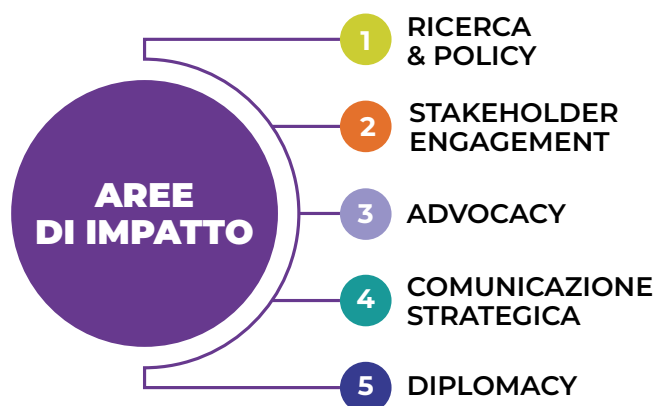 AREE
DI IMPATTO
1
RICERCA
& POLICY
2
STAKEHOLDER
ENGAGEMENT
3
ADVOCACY
4
COMUNICAZIONE
STRATEGICA
5
DIPLOMACY